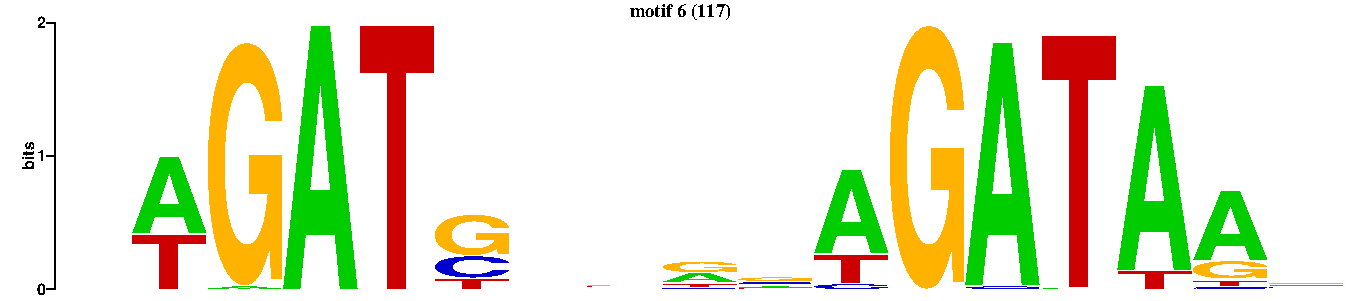 motif 6 (117)
2
1
0
bits
A G A T G A G A T A A
T C G A T G
T A T